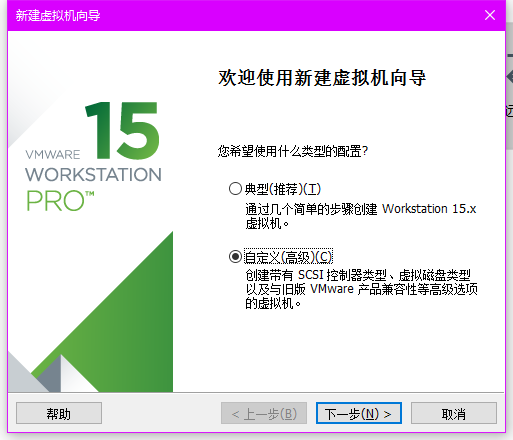 新建虚拟机向导
欢迎使用新建虚拟机向导
15
VMWARE
WORKSTATION
PRO™
您希望使用什么类型的配置?
典型(推荐)(T)
通过几个简单的步骤创建 Workstation 15.x
虚拟机。
自定义(高级)(C)
创建带有 SCSI 控制器类型、虚拟磁盘类型
以及与旧版 VMware 产品兼容性等高级选项
的虚拟机。
帮助
< 上一步(B)
下一步(N) >
取消